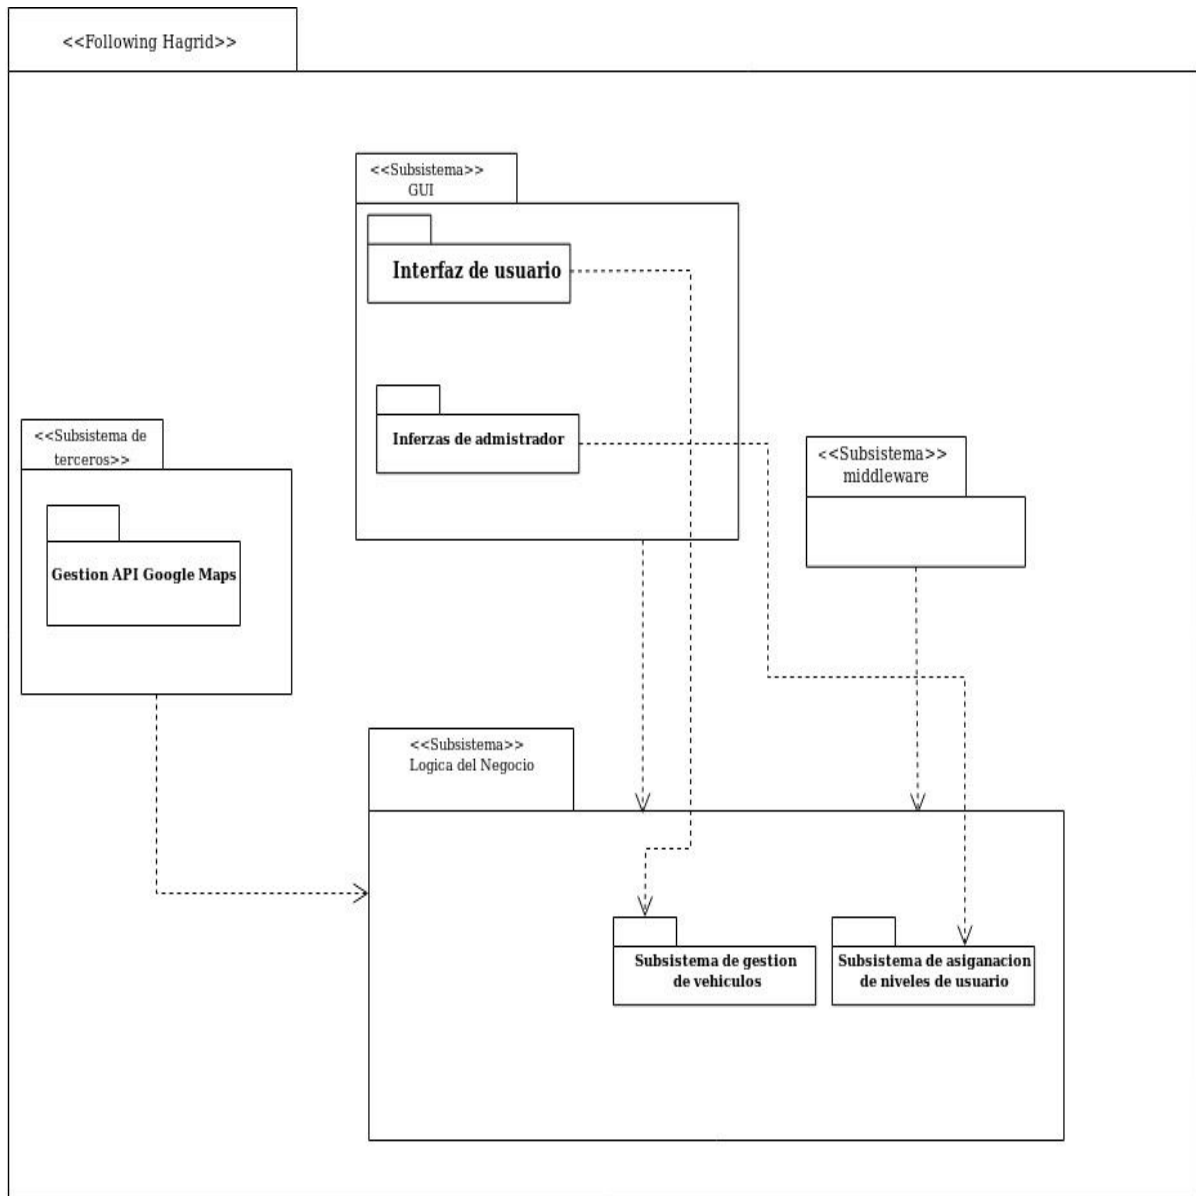 <<Following Hagrid>>
<<Subsistema>>
GUI
Interfaz de usuario
Inferzas de admistrador
<<Subsistema de
terceros>>
Gestion API Google Maps
<<Subsistema>>
middleware
<<Subsistema>>
Logica del Negocio
Subsistema de gestion
de vehiculos
Subsistema de asiganacion
de niveles de usuario